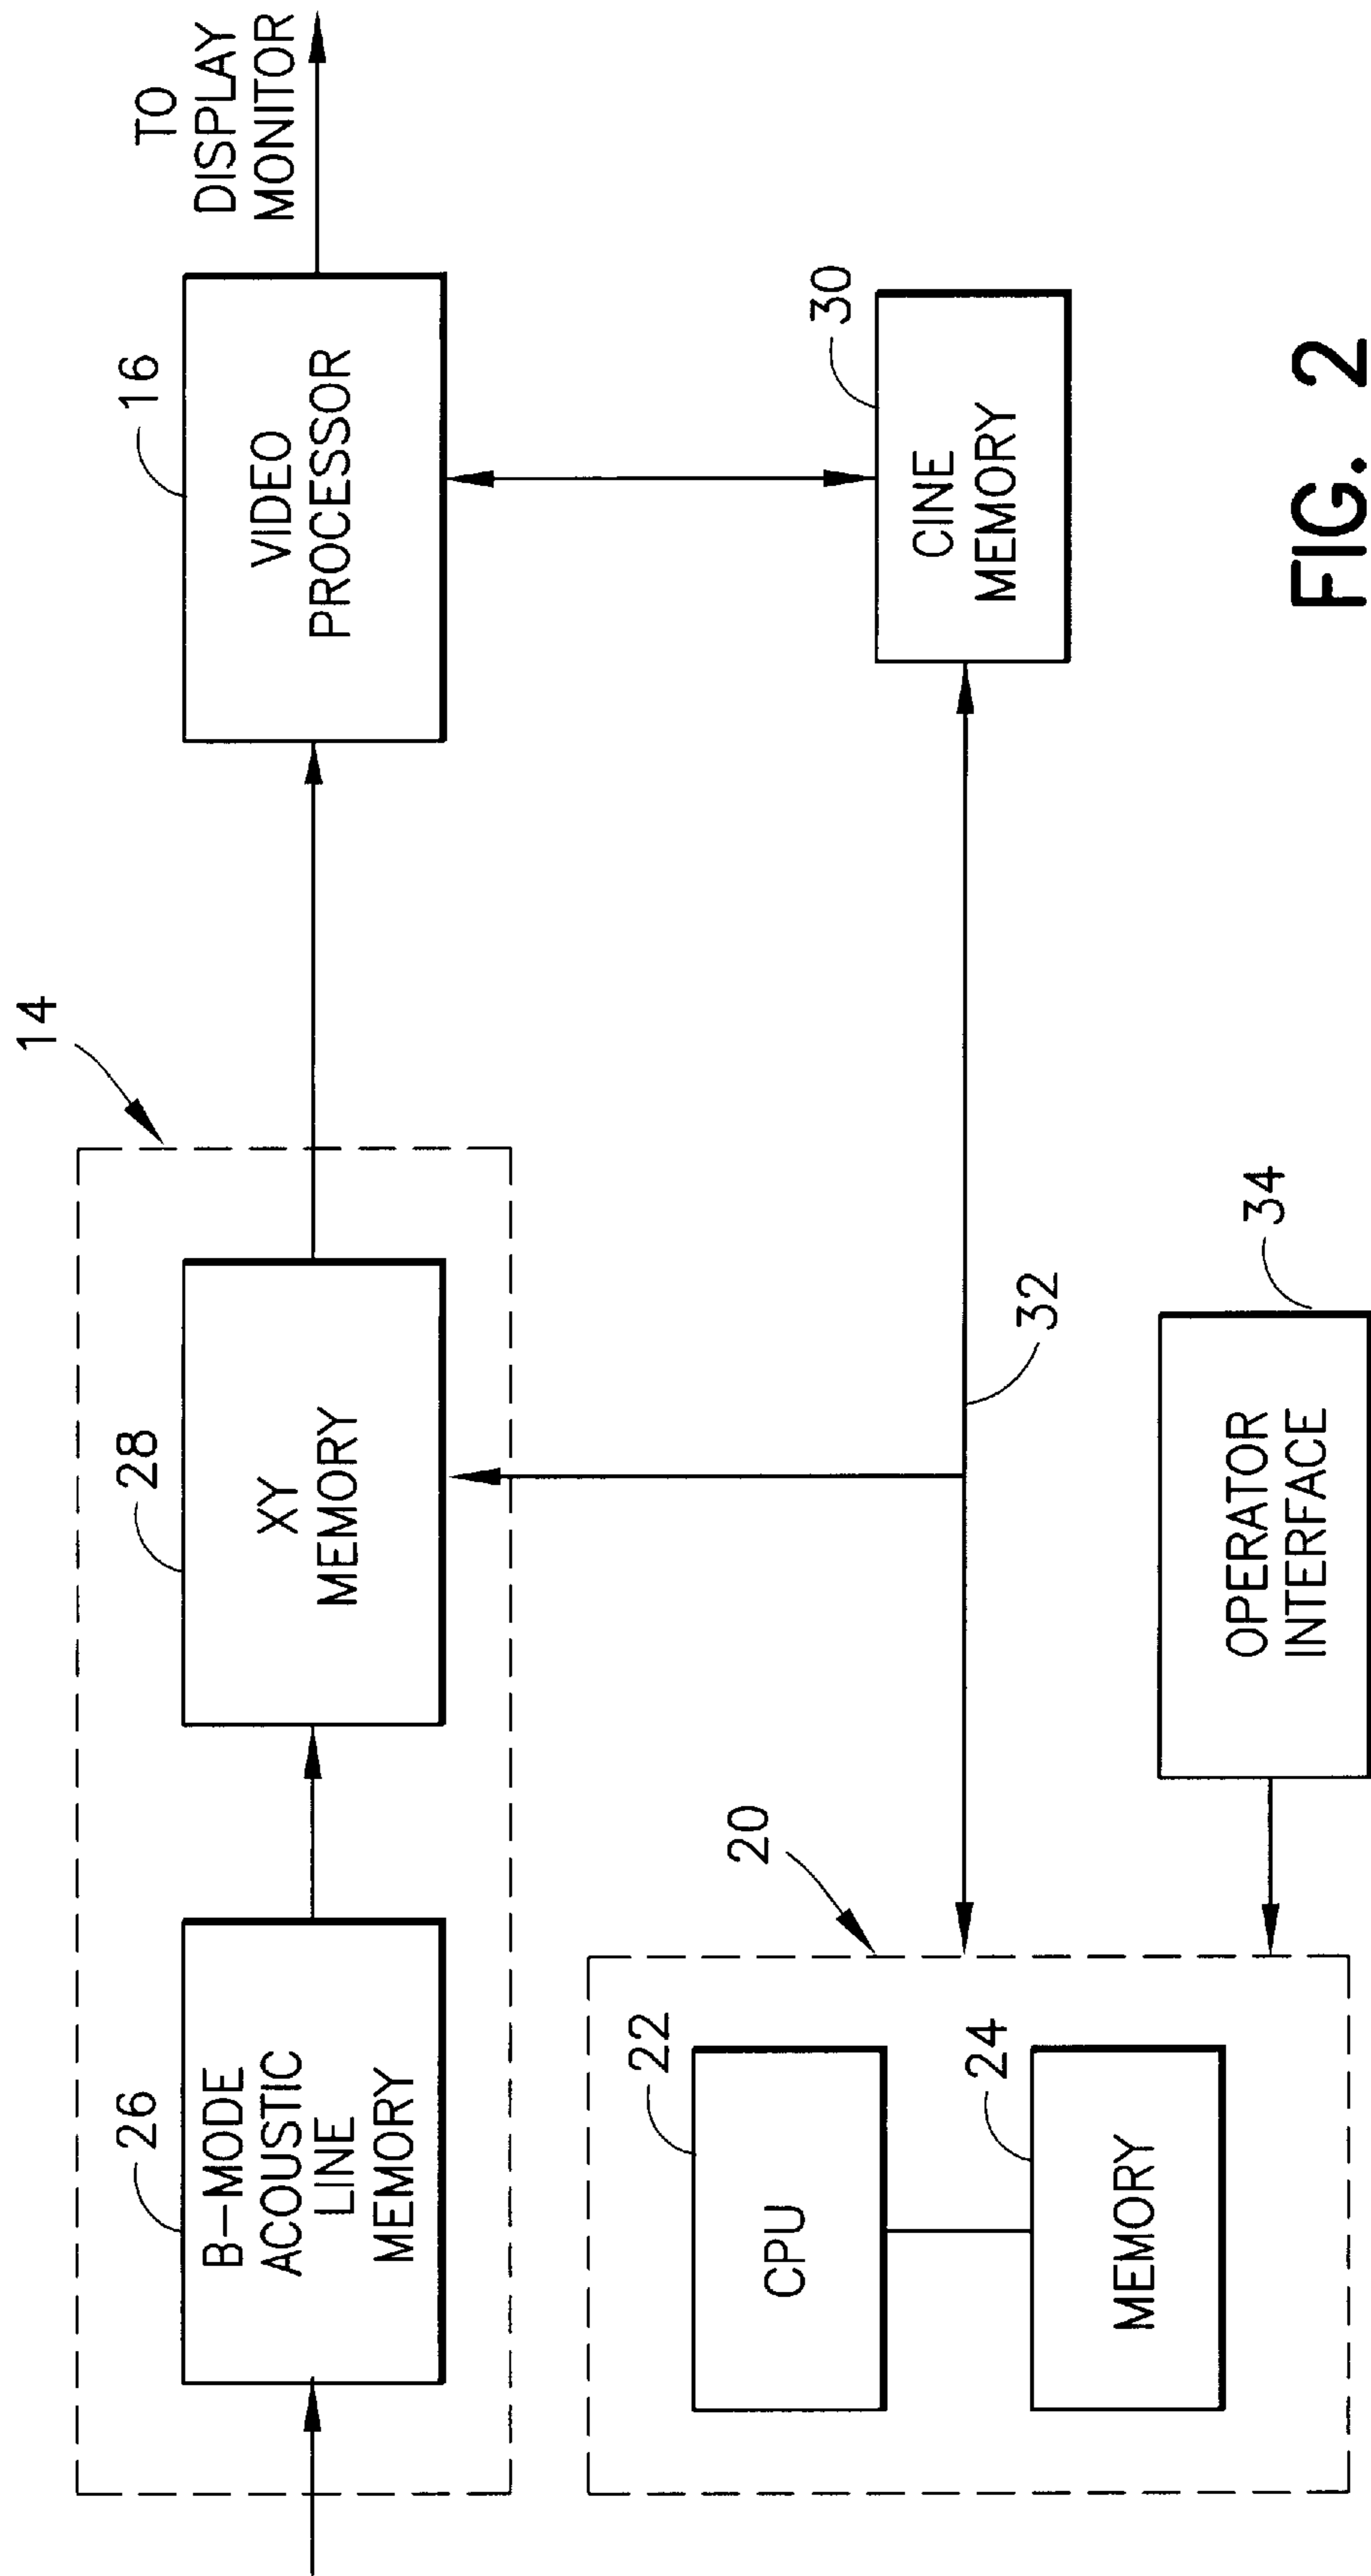 14
26
B-MODE
ACOUSTIC
LINE
MEMORY
28
XY
MEMORY
16
VIDEO
PROCESSOR
TO
DISPLAY
MONITOR
20
22
CPU
24
MEMORY
32
30
CINE
MEMORY
34
OPERATOR
INTERFACE
FIG. 2